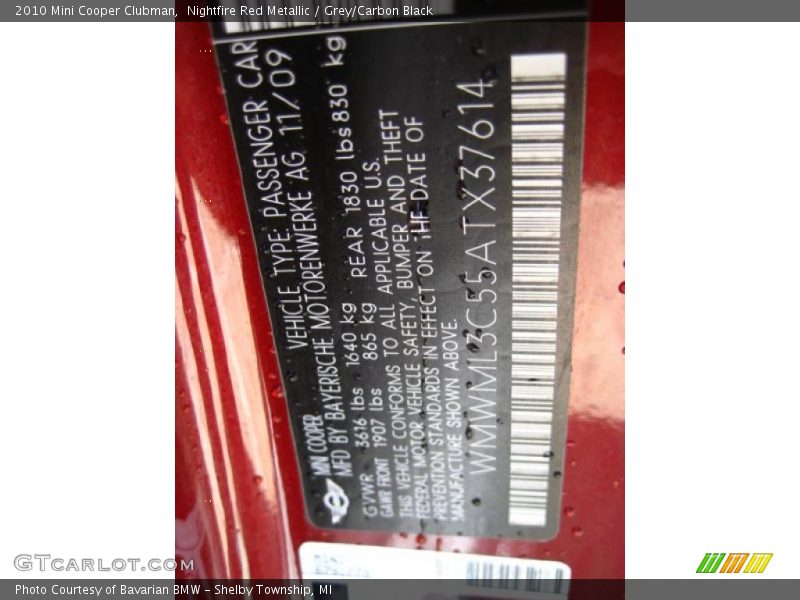 2010 Mini Cooper Clubman,  Nightfire Red Metallic / Grey/Carbon Black
MINI COOPER VEHICLE TYPE: PASSENGER CAR
MFD BY BAYERISCHE MOTORENWERKE AG 11/09
GVWR 3616 lbs 1640 kg REAR 1830 lbs 830 kg
GAWR FRONT 1907 lbs 865 kg
THIS VEHICLE CONFORMS TO ALL APPLICABLE U.S.
FEDERAL MOTOR VEHICLE SAFETY, BUMPER AND THEFT
PREVENTION STANDARDS IN EFFECT ON THE DATE OF
MANUFACTURE SHOWN ABOVE.
WMWML3C55ATX37614
GTCarLot.com
Photo Courtesy of Bavarian BMW - Shelby Township, MI